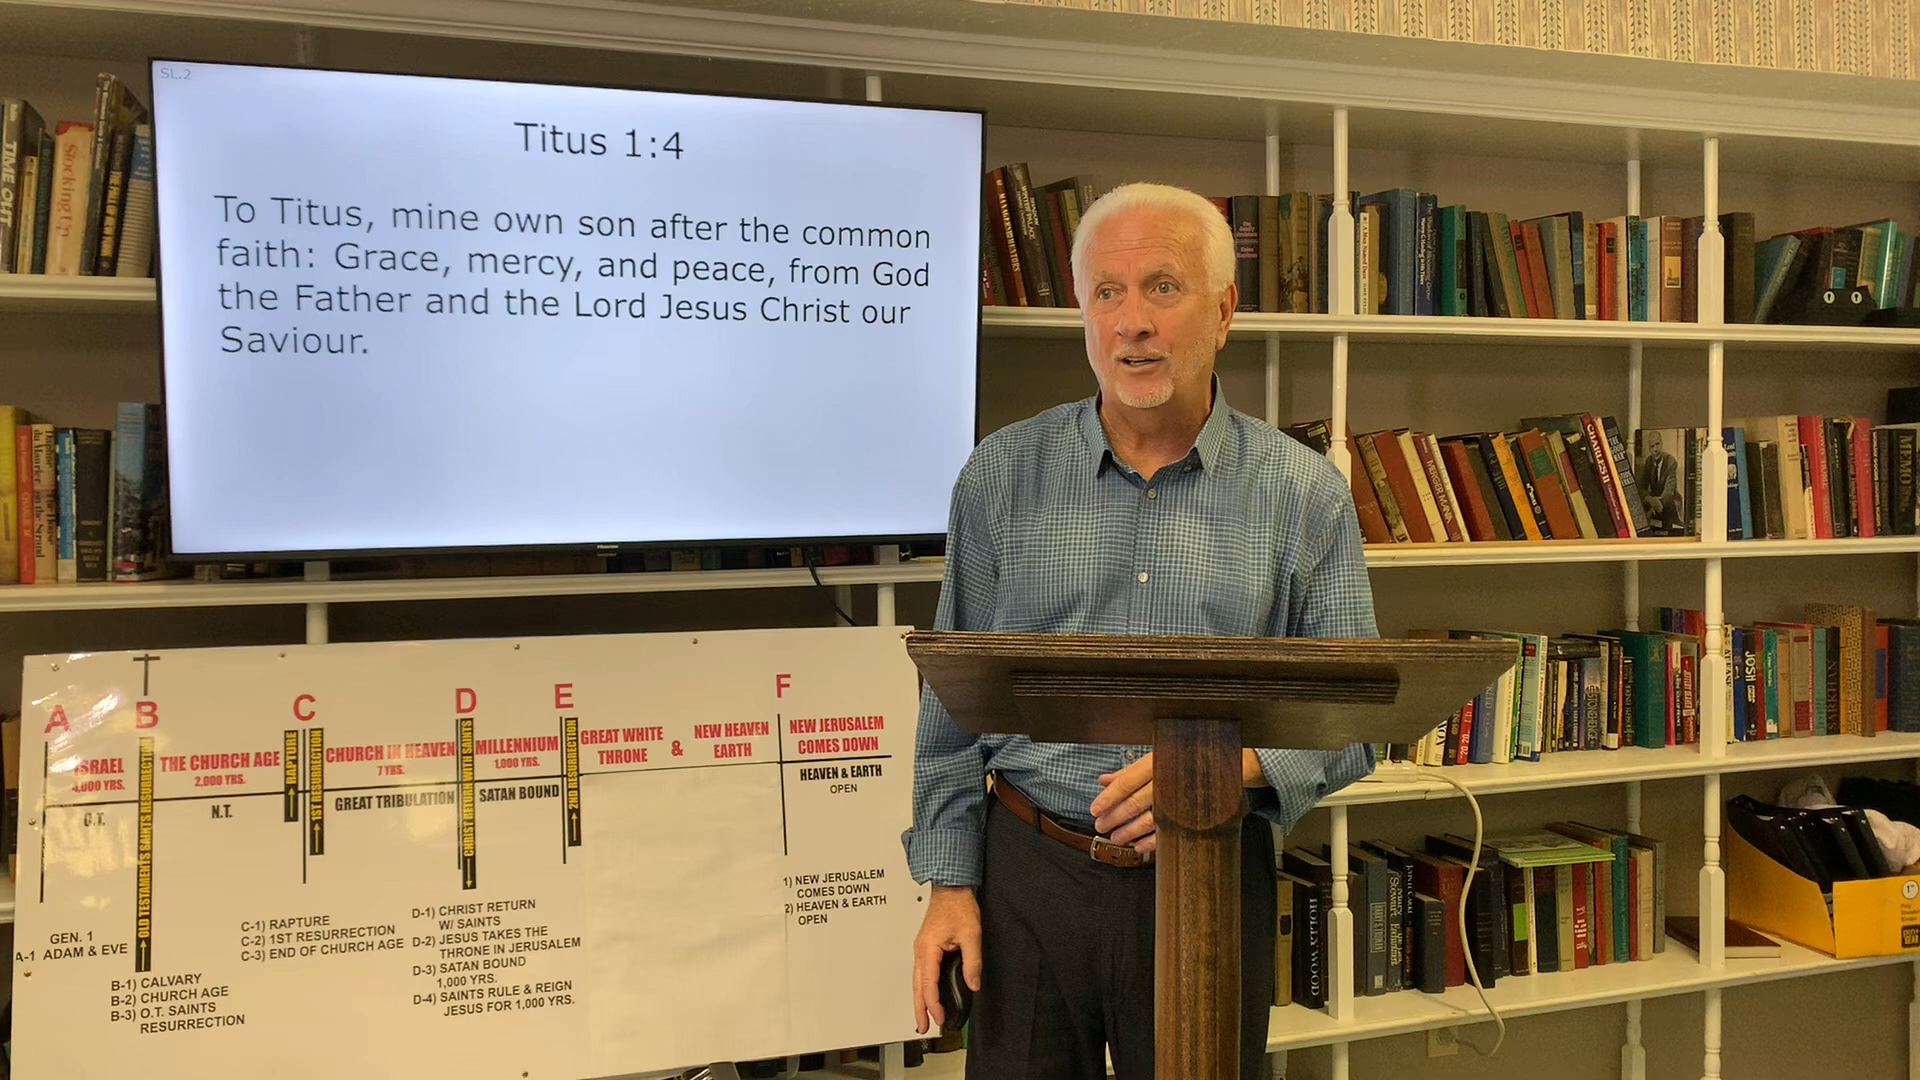 SL.2
Titus 1:4
To Titus, mine own son after the common
faith: Grace, mercy, and peace, from God
the Father and the Lord Jesus Christ our
Saviour.
Hisense
A
B
C
D
E
F
ISRAEL
4,000 YRS.
O.T.
OLD TESTAMENTS SAINTS RESURRECTION
THE CHURCH AGE
2,000 YRS.
N.T.
RAPTURE
1ST RESURRECTION
CHURCH IN HEAVEN
7 YRS.
GREAT TRIBULATION
CHRIST RETURN WITH SAINTS
MILLENNIUM
1,000 YRS.
SATAN BOUND
2ND RESURRECTION
GREAT WHITE
THRONE
&
NEW HEAVEN
EARTH
NEW JERUSALEM
COMES DOWN
HEAVEN & EARTH
OPEN
GEN. 1
A-1 ADAM & EVE
B-1) CALVARY
B-2) CHURCH AGE
B-3) O.T. SAINTS
RESURRECTION
C-1) RAPTURE
C-2) 1ST RESURRECTION
C-3) END OF CHURCH AGE
D-1) CHRIST RETURN
W/ SAINTS
D-2) JESUS TAKES THE
THRONE IN JERUSALEM
D-3) SATAN BOUND
1,000 YRS.
D-4) SAINTS RULE & REIGN
JESUS FOR 1,000 YRS.
1) NEW JERUSALEM
COMES DOWN
2) HEAVEN & EARTH
OPEN
TIME OUT
Stocking Up
MERGER MANIA
CHARLES II
MEMO
JOSH
HOLLYWOOD